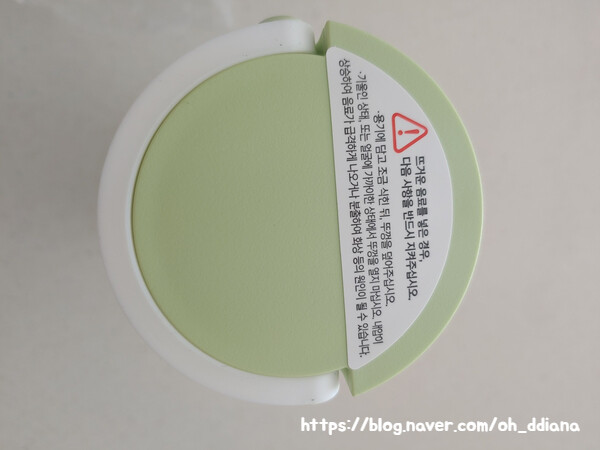 뜨거운 음료를 넣은 경우,
다음 사항을 반드시 지켜주십시오.
·용기에 담고 조금 식힌 뒤, 뚜껑을 덮어주십시오.
·기울인 상태, 또는 얼굴에 가까이한 상태에서 뚜껑을 열지 마십시오. 내압이
상승하여 음료가 급격하게 나오거나 분출하여 화상 등의 원인이 될 수 있습니다.
https://blog.naver.com/oh_ddiana